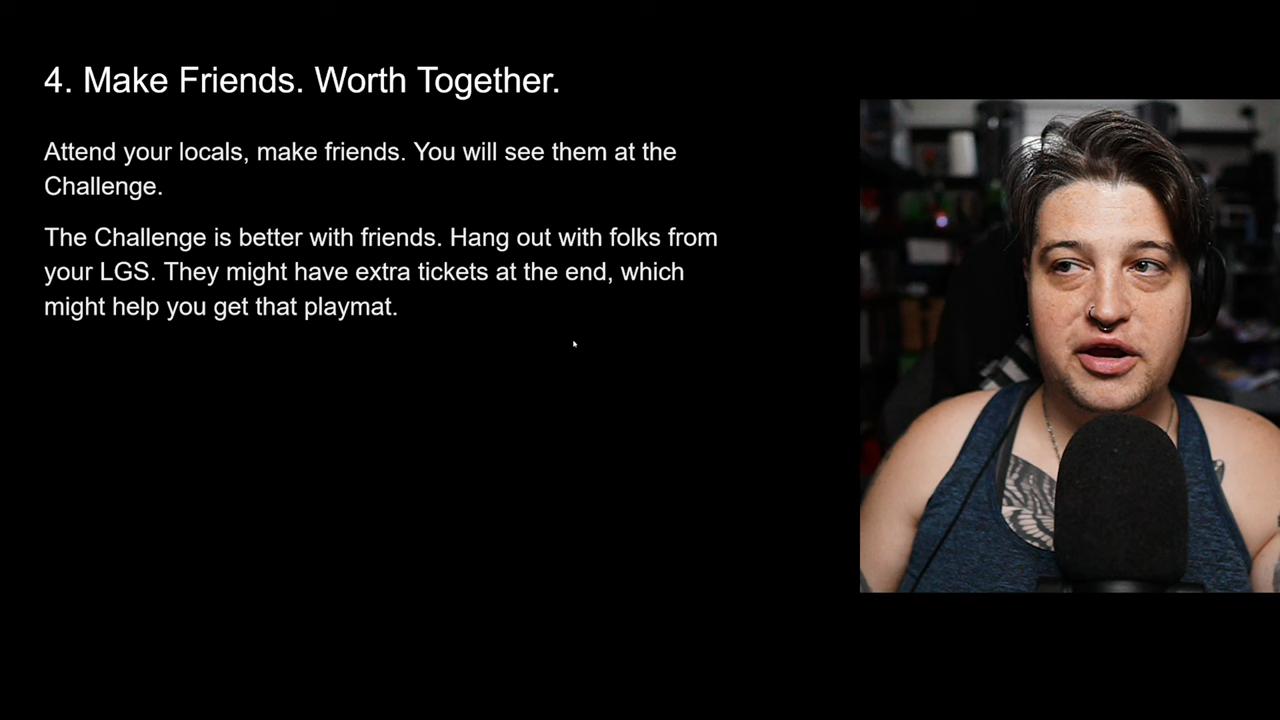 4. Make Friends. Worth Together.
Attend your locals, make friends. You will see them at the
Challenge.
The Challenge is better with friends. Hang out with folks from
your LGS. They might have extra tickets at the end, which
might help you get that playmat.